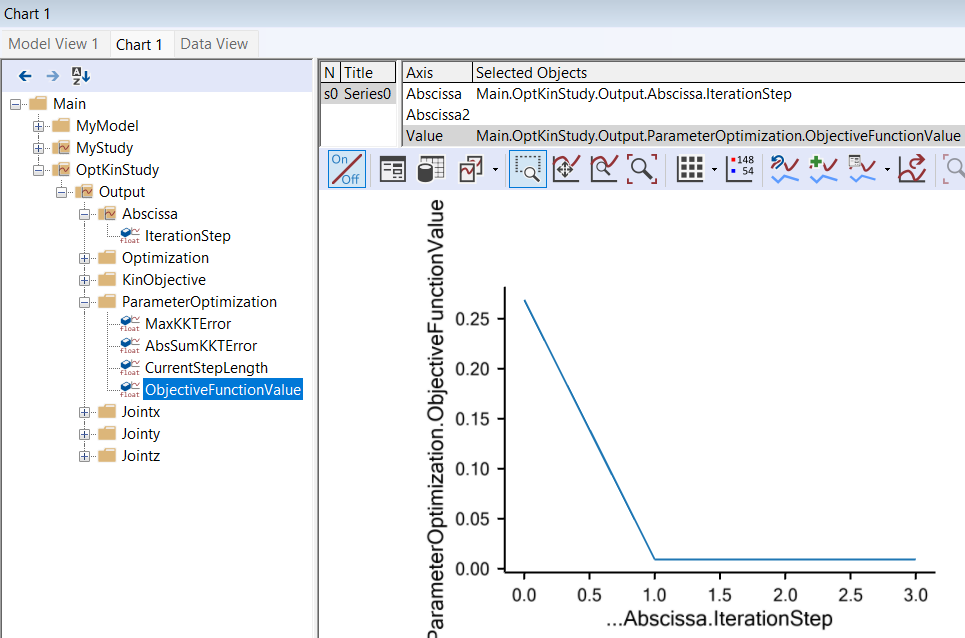 Chart 1
Model View 1 Chart 1 Data View
A Z
Main
MyModel
MyStudy
OptKinStudy
Output
Abscissa
float IterationStep
Optimization
KinObjective
ParameterOptimization
float MaxKKTError
float AbsSumKKTError
float CurrentStepLength
float ObjectiveFunctionValue
Jointx
Jointy
Jointz
N Title
s0 Series0
Axis Selected Objects
Abscissa Main.OptKinStudy.Output.Abscissa.IterationStep
Abscissa2
Value Main.OptKinStudy.Output.ParameterOptimization.ObjectiveFunctionValue
On
Off
148
54
ParameterOptimization.ObjectiveFunctionValue
0.25
0.20
0.15
0.10
0.05
0.00
0.0 0.5 1.0 1.5 2.0 2.5 3.0
...Abscissa.IterationStep